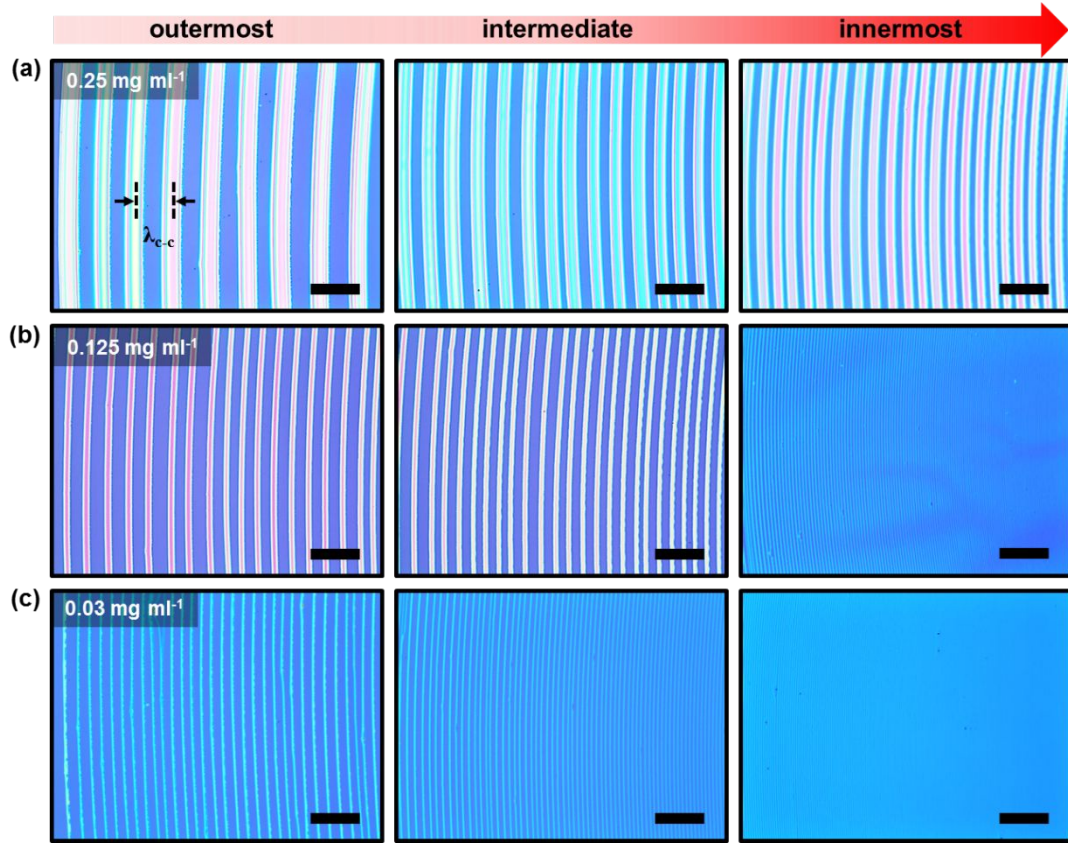 outermost intermediate innermost
(a) 0.25 mg ml⁻¹
λc-c
(b) 0.125 mg ml⁻¹
(c) 0.03 mg ml⁻¹